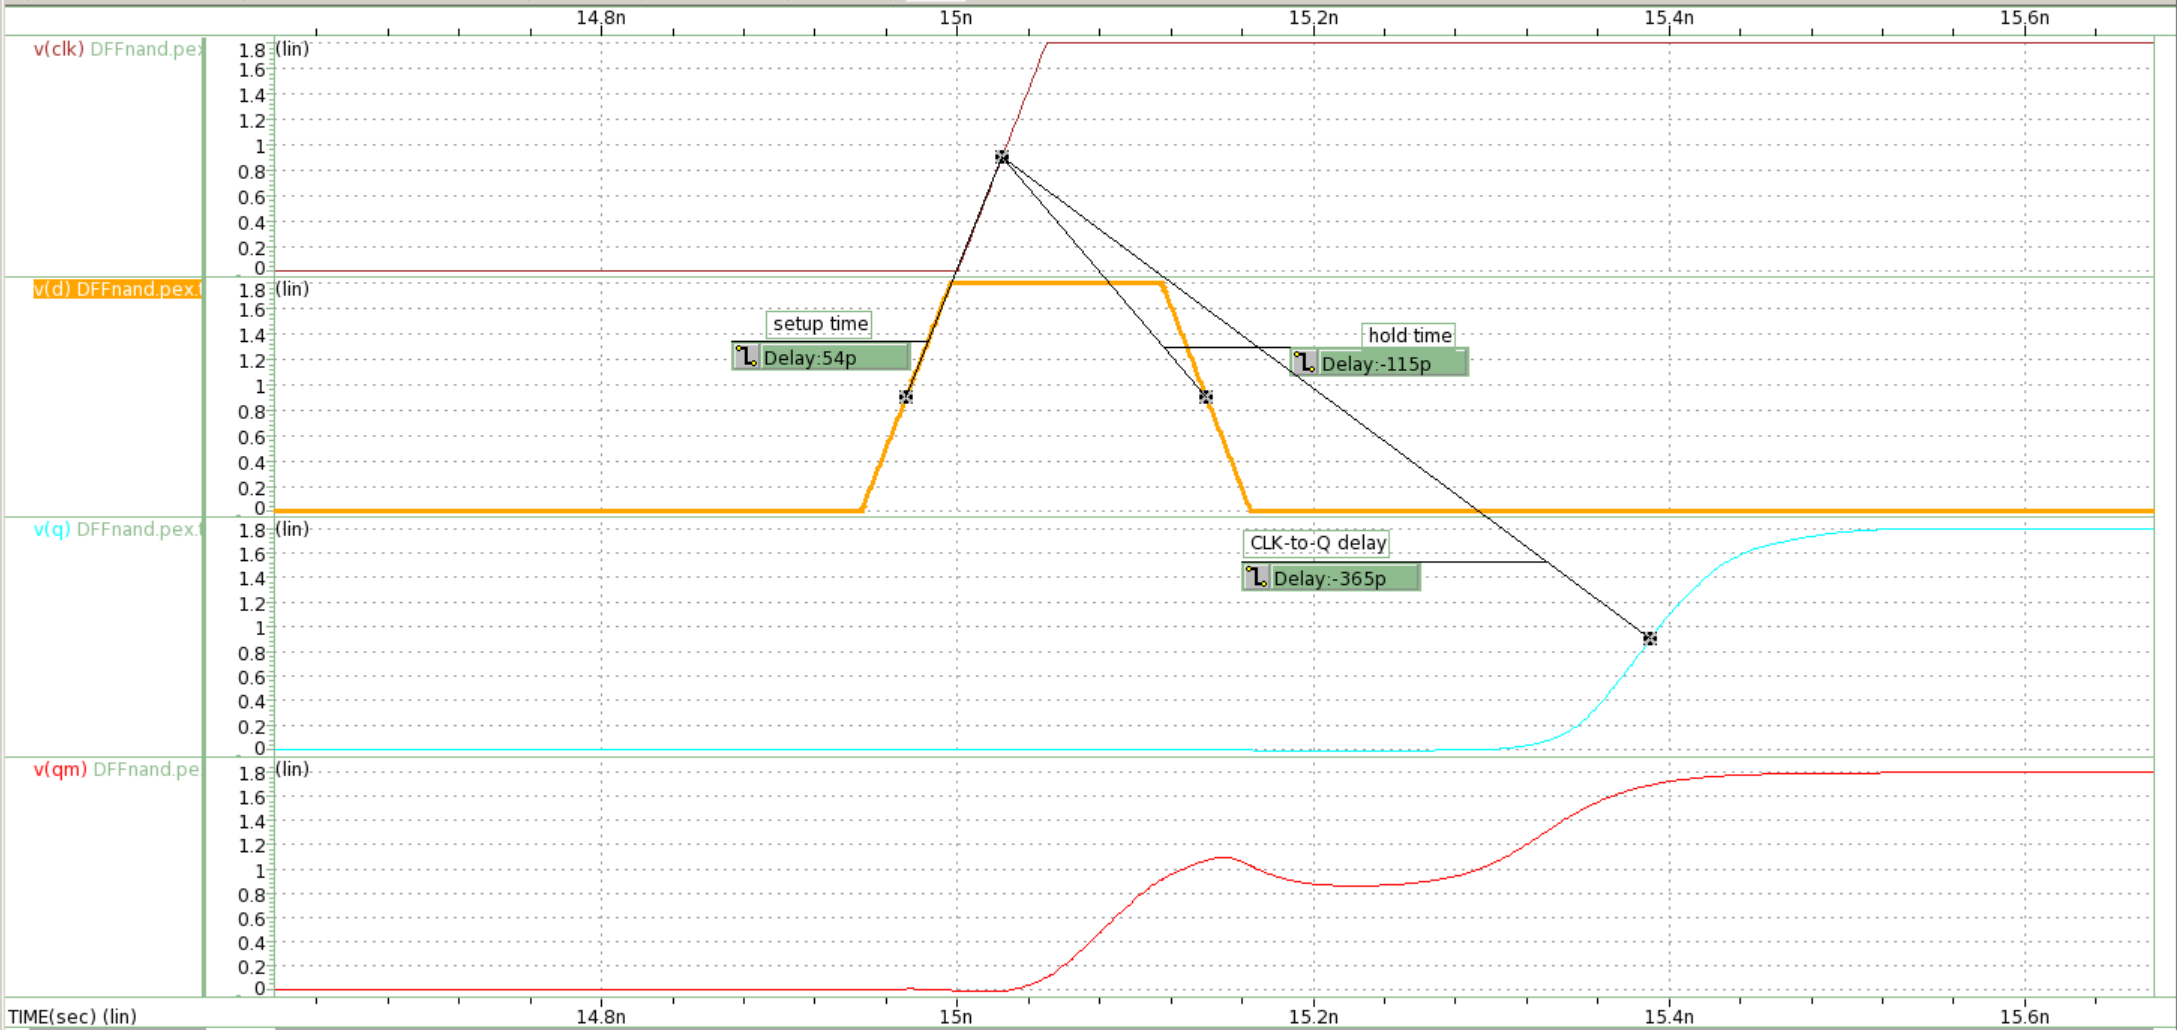 14.8n 15n 15.2n 15.4n 15.6n
v(clk) DFFnand.pex
(lin)
1.8
1.6
1.4
1.2
1
0.8
0.6
0.4
0.2
0
v(d) DFFnand.pex.t
(lin)
1.8
1.6
1.4
1.2
1
0.8
0.6
0.4
0.2
0
setup time
Delay:54p
hold time
Delay:-115p
v(q) DFFnand.pex.t
(lin)
1.8
1.6
1.4
1.2
1
0.8
0.6
0.4
0.2
0
CLK-to-Q delay
Delay:-365p
v(qm) DFFnand.pe
(lin)
1.8
1.6
1.4
1.2
1
0.8
0.6
0.4
0.2
0
TIME(sec) (lin) 14.8n 15n 15.2n 15.4n 15.6n